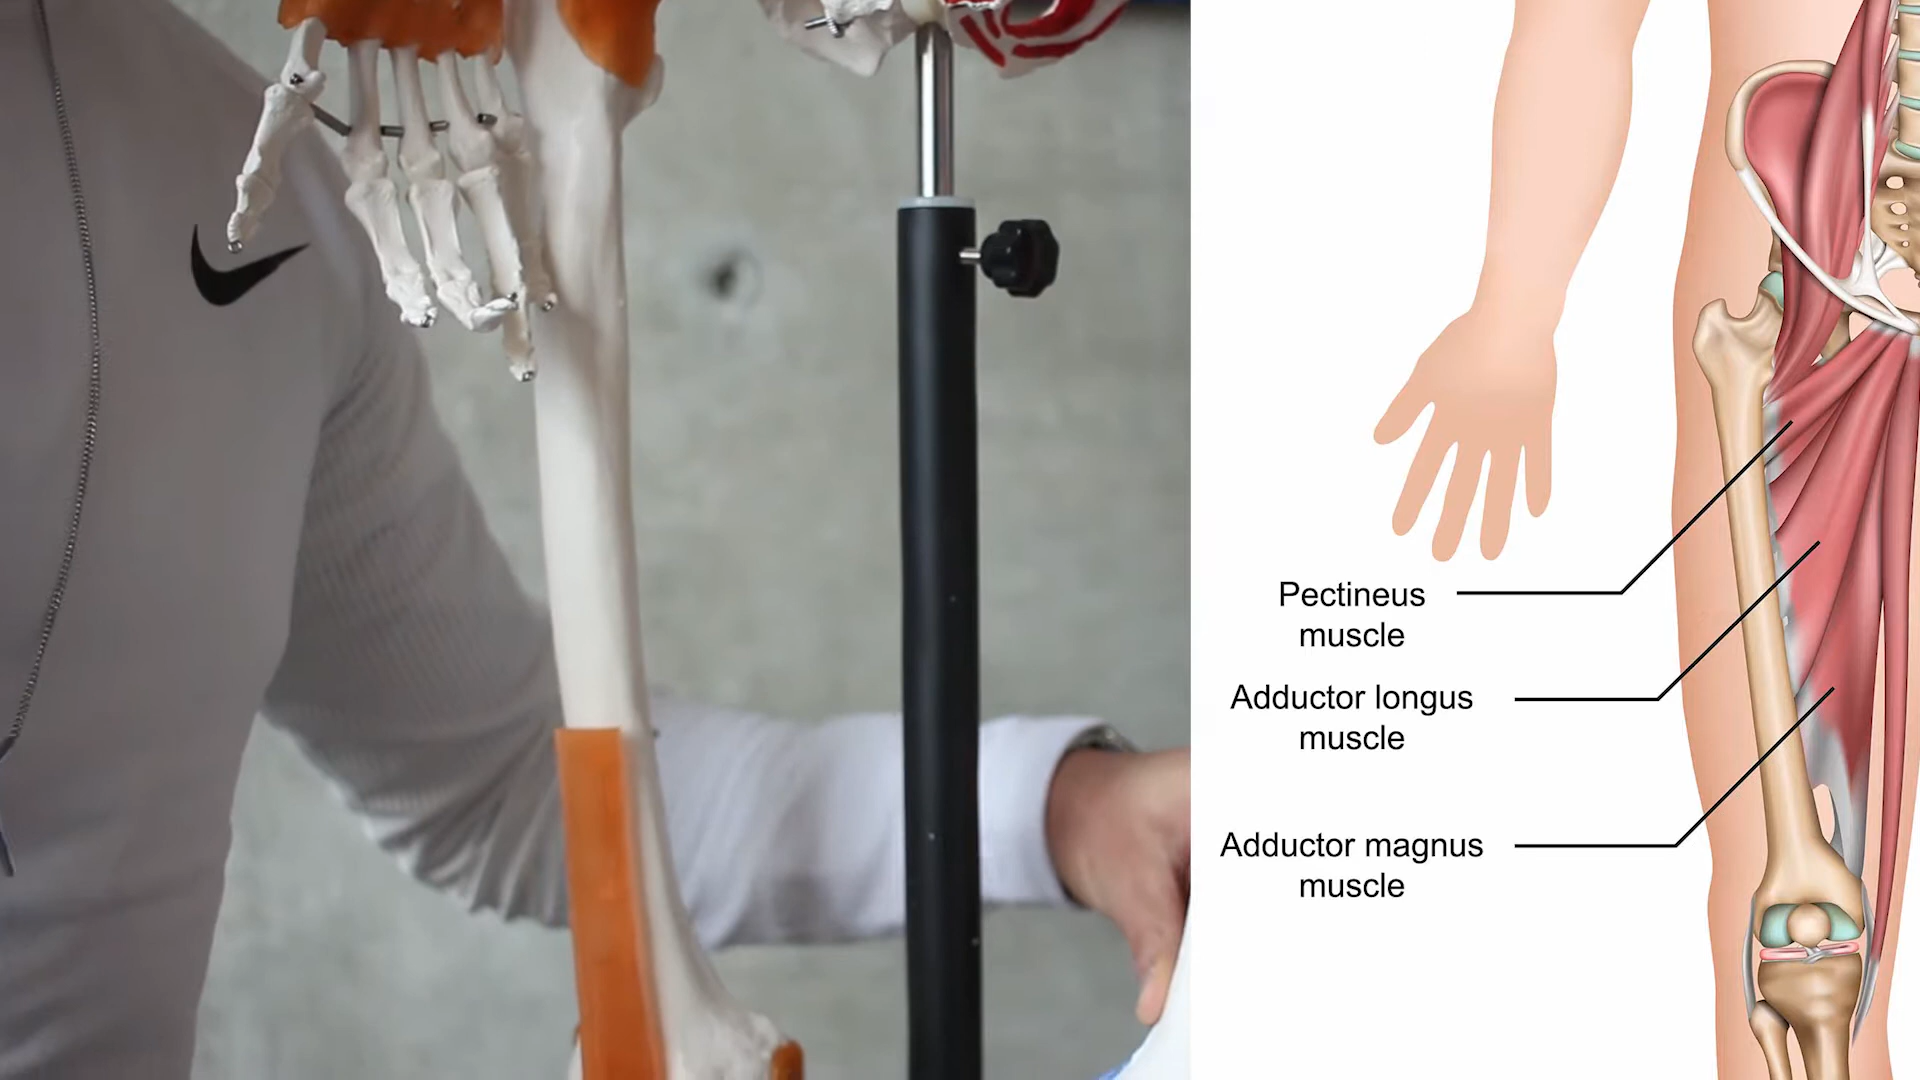 Pectineus
muscle
Adductor longus
muscle
Adductor magnus
muscle